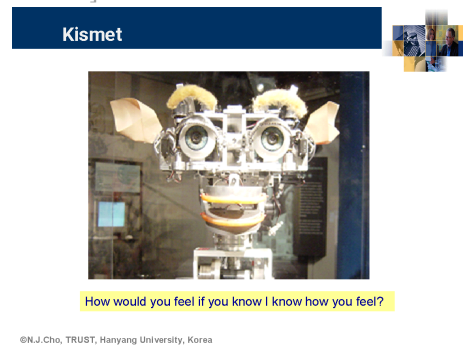 Kismet
How would you feel if you know I know how you feel?
©N.J.Cho, TRUST, Hanyang University, Korea